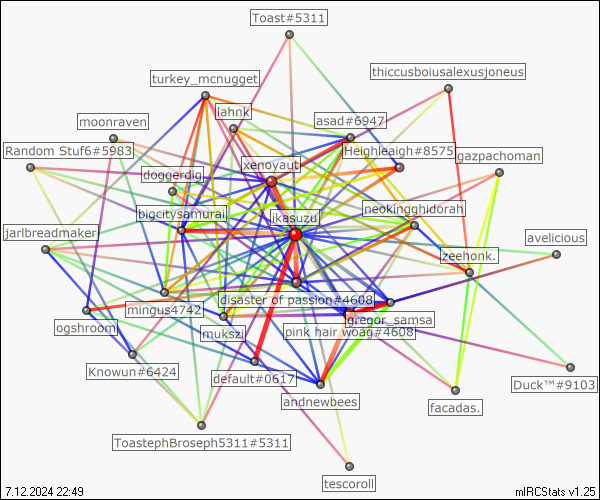 Toast#5311
thiccusboiusalexusjoneus
turkey_mcnugget
lahnk
asad#6947
moonraven
Random Stuf6#5983
Heighleigh#8575
gazpachoman
xenoyaut
doggerdig
neokingghidorah
bigcitysamurai
ikasuzu
jarlbreadmaker
avelicious
zeehonk.
disaster of passion#4608
mingus4742
gregor_samsa
ogshroom
mukszi
pink hair woag#4608
Knowun#6424
default#0617
Duck™#9103
andnewbees
facadas.
ToastephBroseph5311#5311
tescoroll
7.12.2024 22:49
mIRCStats v1.25